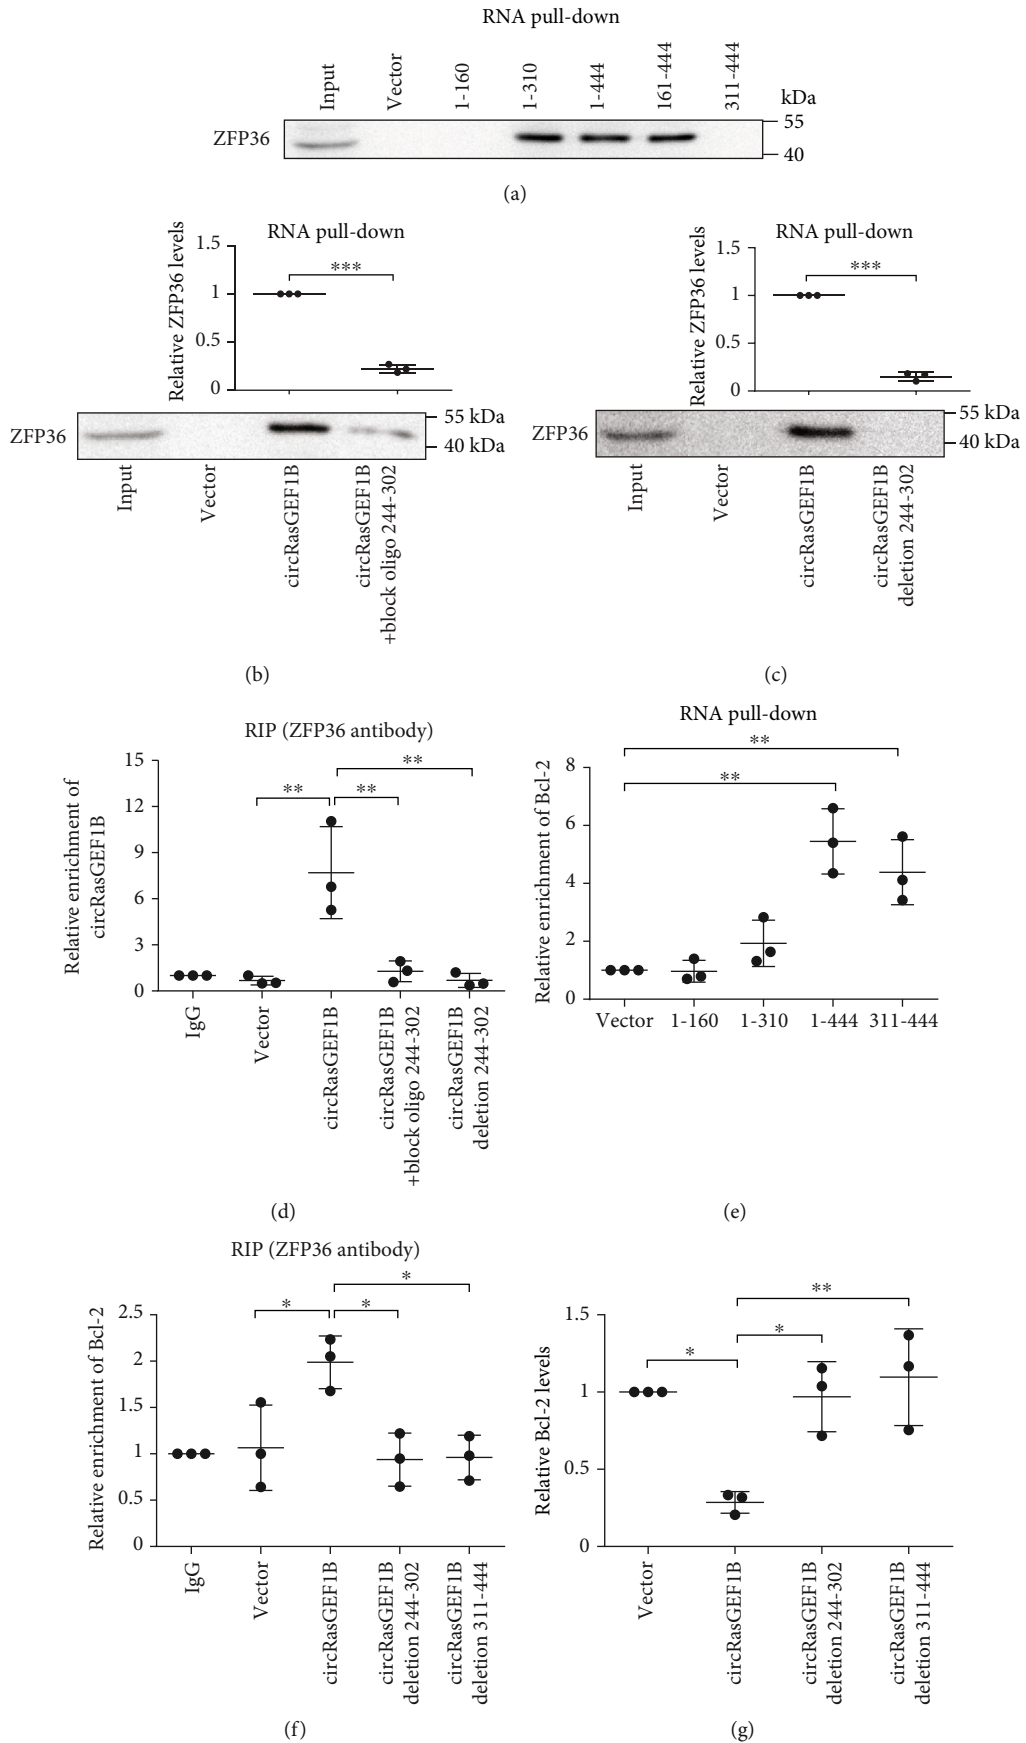 RNA pull-down
Input
Vector
1-160
1-310
1-444
161-444
311-444
kDa
ZFP36
55
40
(a)
RNA pull-down
Relative ZFP36 levels
1.5
1
0.5
0
***
ZFP36
55 kDa
40 kDa
Input
Vector
circRasGEF1B
circRasGEF1B
+block oligo 244-302
(b)
RNA pull-down
Relative ZFP36 levels
1.5
1
0.5
0
***
ZFP36
55 kDa
40 kDa
Input
Vector
circRasGEF1B
circRasGEF1B
deletion 244-302
(c)
RIP (ZFP36 antibody)
Relative enrichment of
circRasGEF1B
15
12
9
6
3
0
**
**
**
IgG
Vector
circRasGEF1B
circRasGEF1B
+block oligo 244-302
circRasGEF1B
deletion 244-302
(d)
RNA pull-down
Relative enrichment of Bcl-2
8
6
4
2
0
**
**
Vector 1-160 1-310 1-444 311-444
(e)
RIP (ZFP36 antibody)
Relative enrichment of Bcl-2
2.5
2
1.5
1
0.5
0
*
*
*
IgG
Vector
circRasGEF1B
circRasGEF1B
deletion 244-302
circRasGEF1B
deletion 311-444
(f)
Relative Bcl-2 levels
1.5
1
0.5
0
**
*
*
Vector
circRasGEF1B
circRasGEF1B
deletion 244-302
circRasGEF1B
deletion 311-444
(g)